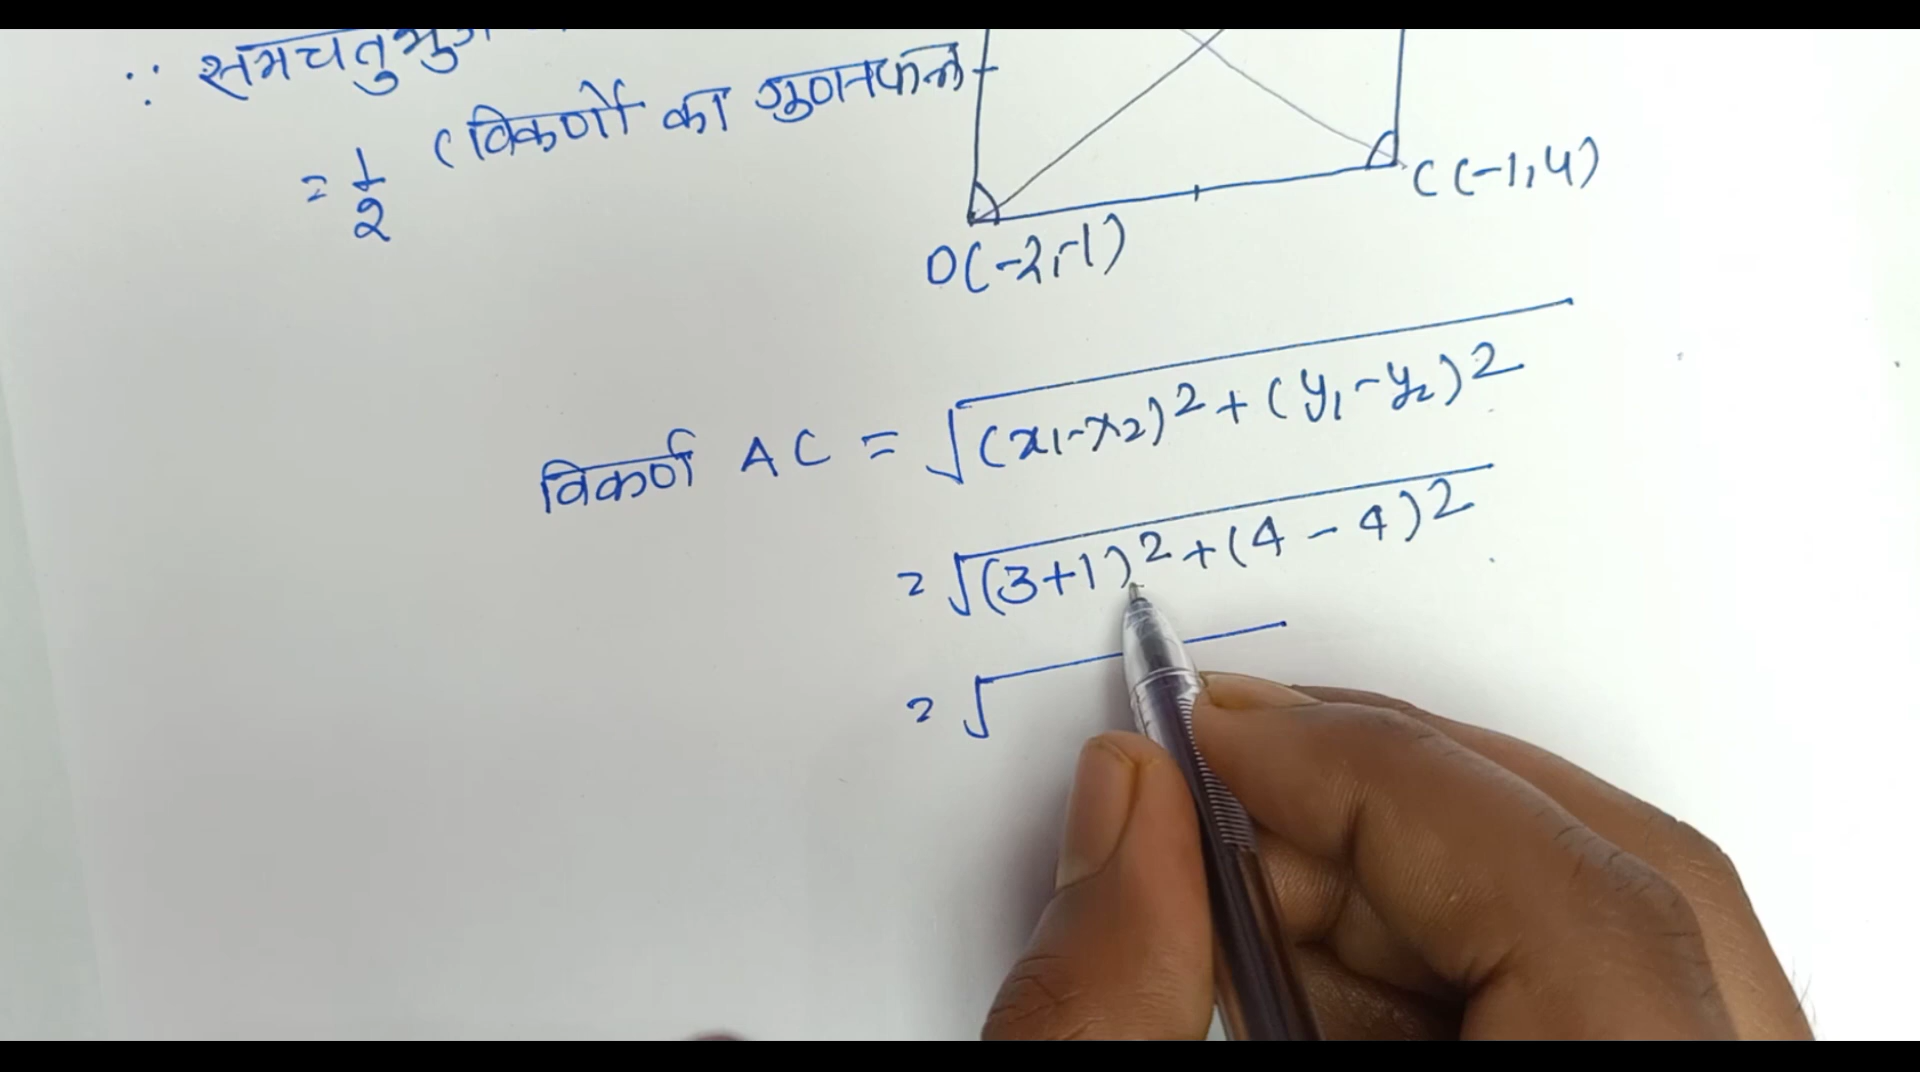 ∵ समचतुर्भुज
= 1/2 (विकर्णो का गुणनफल
C(-1,4)
D(-2,-1)
विकर्ण AC = √(x1-x2)² + (y1-y2)²
= √(3+1)² + (4 - 4)²
= √